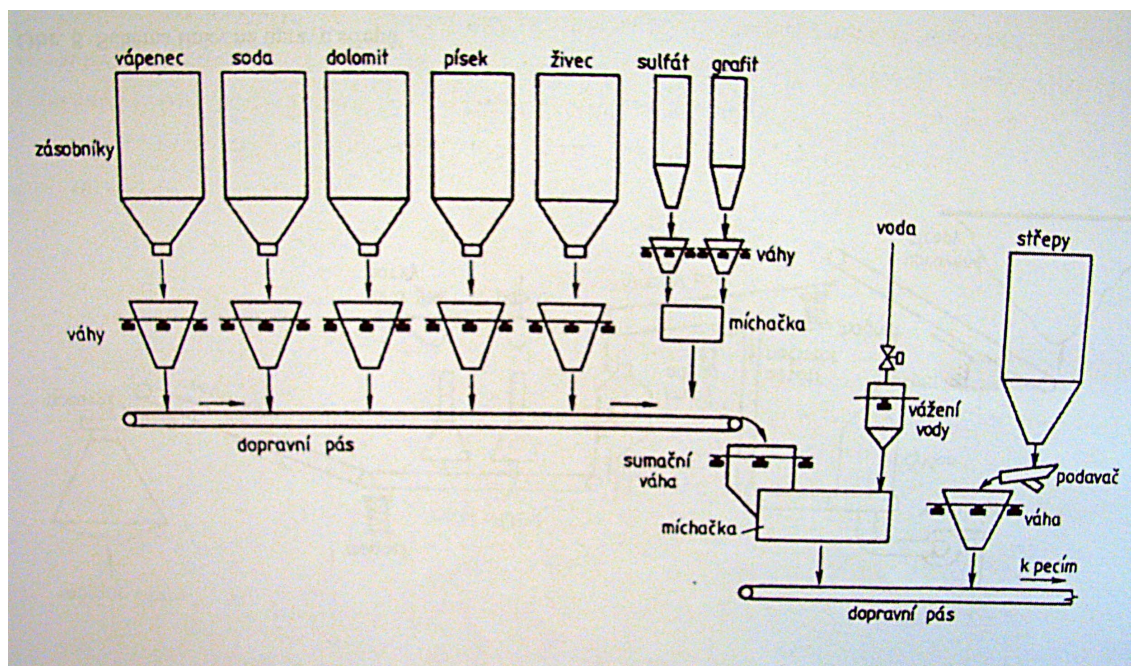 vápenec
soda
dolomit
písek
živec
sulfát
grafit
zásobníky
voda
střepy
váhy
váhy
míchačka
vážení
vody
dopravní pás
sumační
váha
podavač
míchačka
váha
k pecím
dopravní pás